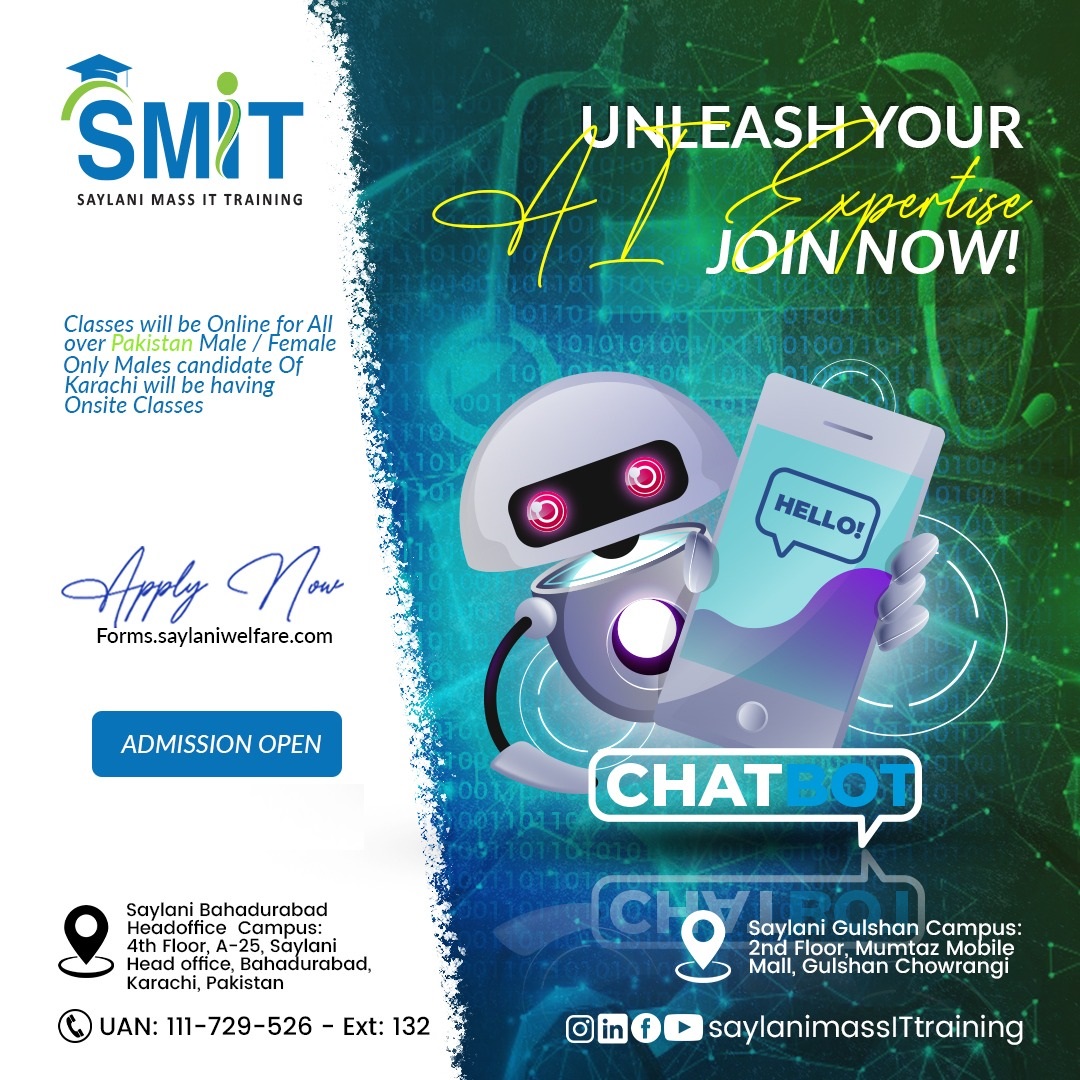 SMIT
SAYLANI MASS IT TRAINING
UNLEASH YOUR
AI Expertise
JOIN NOW!
Classes will be Online for All
over Pakistan Male / Female
Only Males candidate Of
Karachi will be having
Onsite Classes
HELLO!
Apply Now
Forms.saylaniwelfare.com
ADMISSION OPEN
CHATBOT
Saylani Bahadurabad
Headoffice Campus:
4th Floor, A-25, Saylani
Head office, Bahadurabad,
Karachi, Pakistan
Saylani Gulshan Campus:
2nd Floor, Mumtaz Mobile
Mall, Gulshan Chowrangi
UAN: 111-729-526 - Ext: 132
saylanimassITtraining